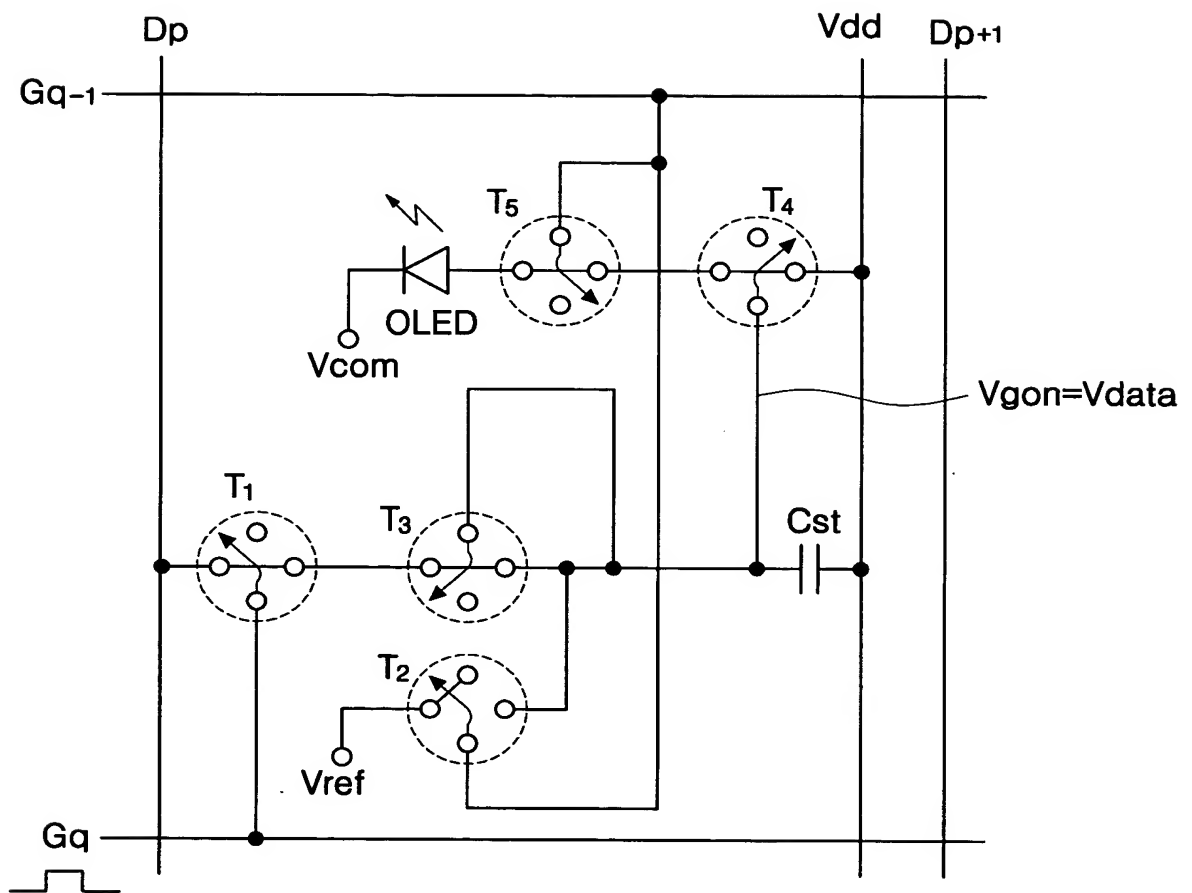 Dp
Vdd
Dp+1
Gq-1
T5
T4
OLED
Vcom
Vgon=Vdata
T1
T3
Cst
T2
Vref
Gq